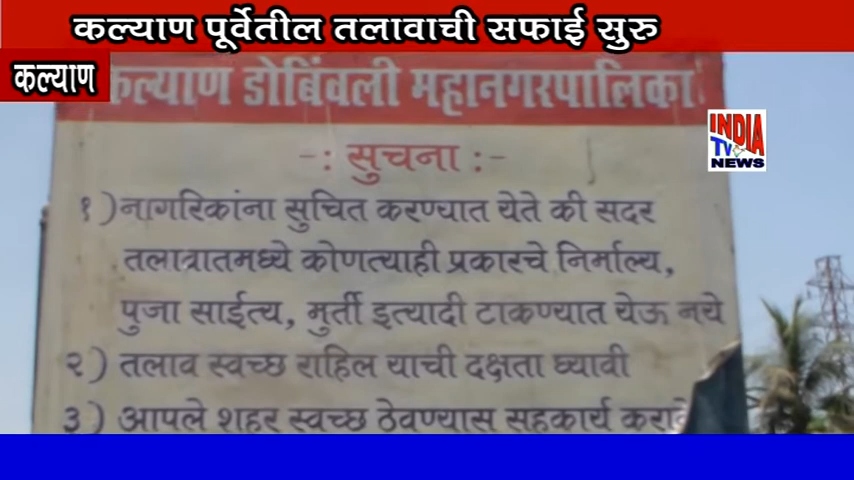 कल्याण पूर्वेतील तलावाची सफाई सुरु
कल्याण
कल्याण डोबिंवली महानगरपालिका
INDIA
TV
NEWS
-: सुचना :-
१) नागरिकांना सुचित करण्यात येते की सदर
तलावातमध्ये कोणत्याही प्रकारचे निर्माल्य,
पुजा साईत्य, मुर्ती इत्यादी टाकण्यात येऊ नये
२) तलाव स्वच्छ राहिल याची दक्षता घ्यावी
३) आपले शहर स्वच्छ ठेवण्यास सहकार्य करावे